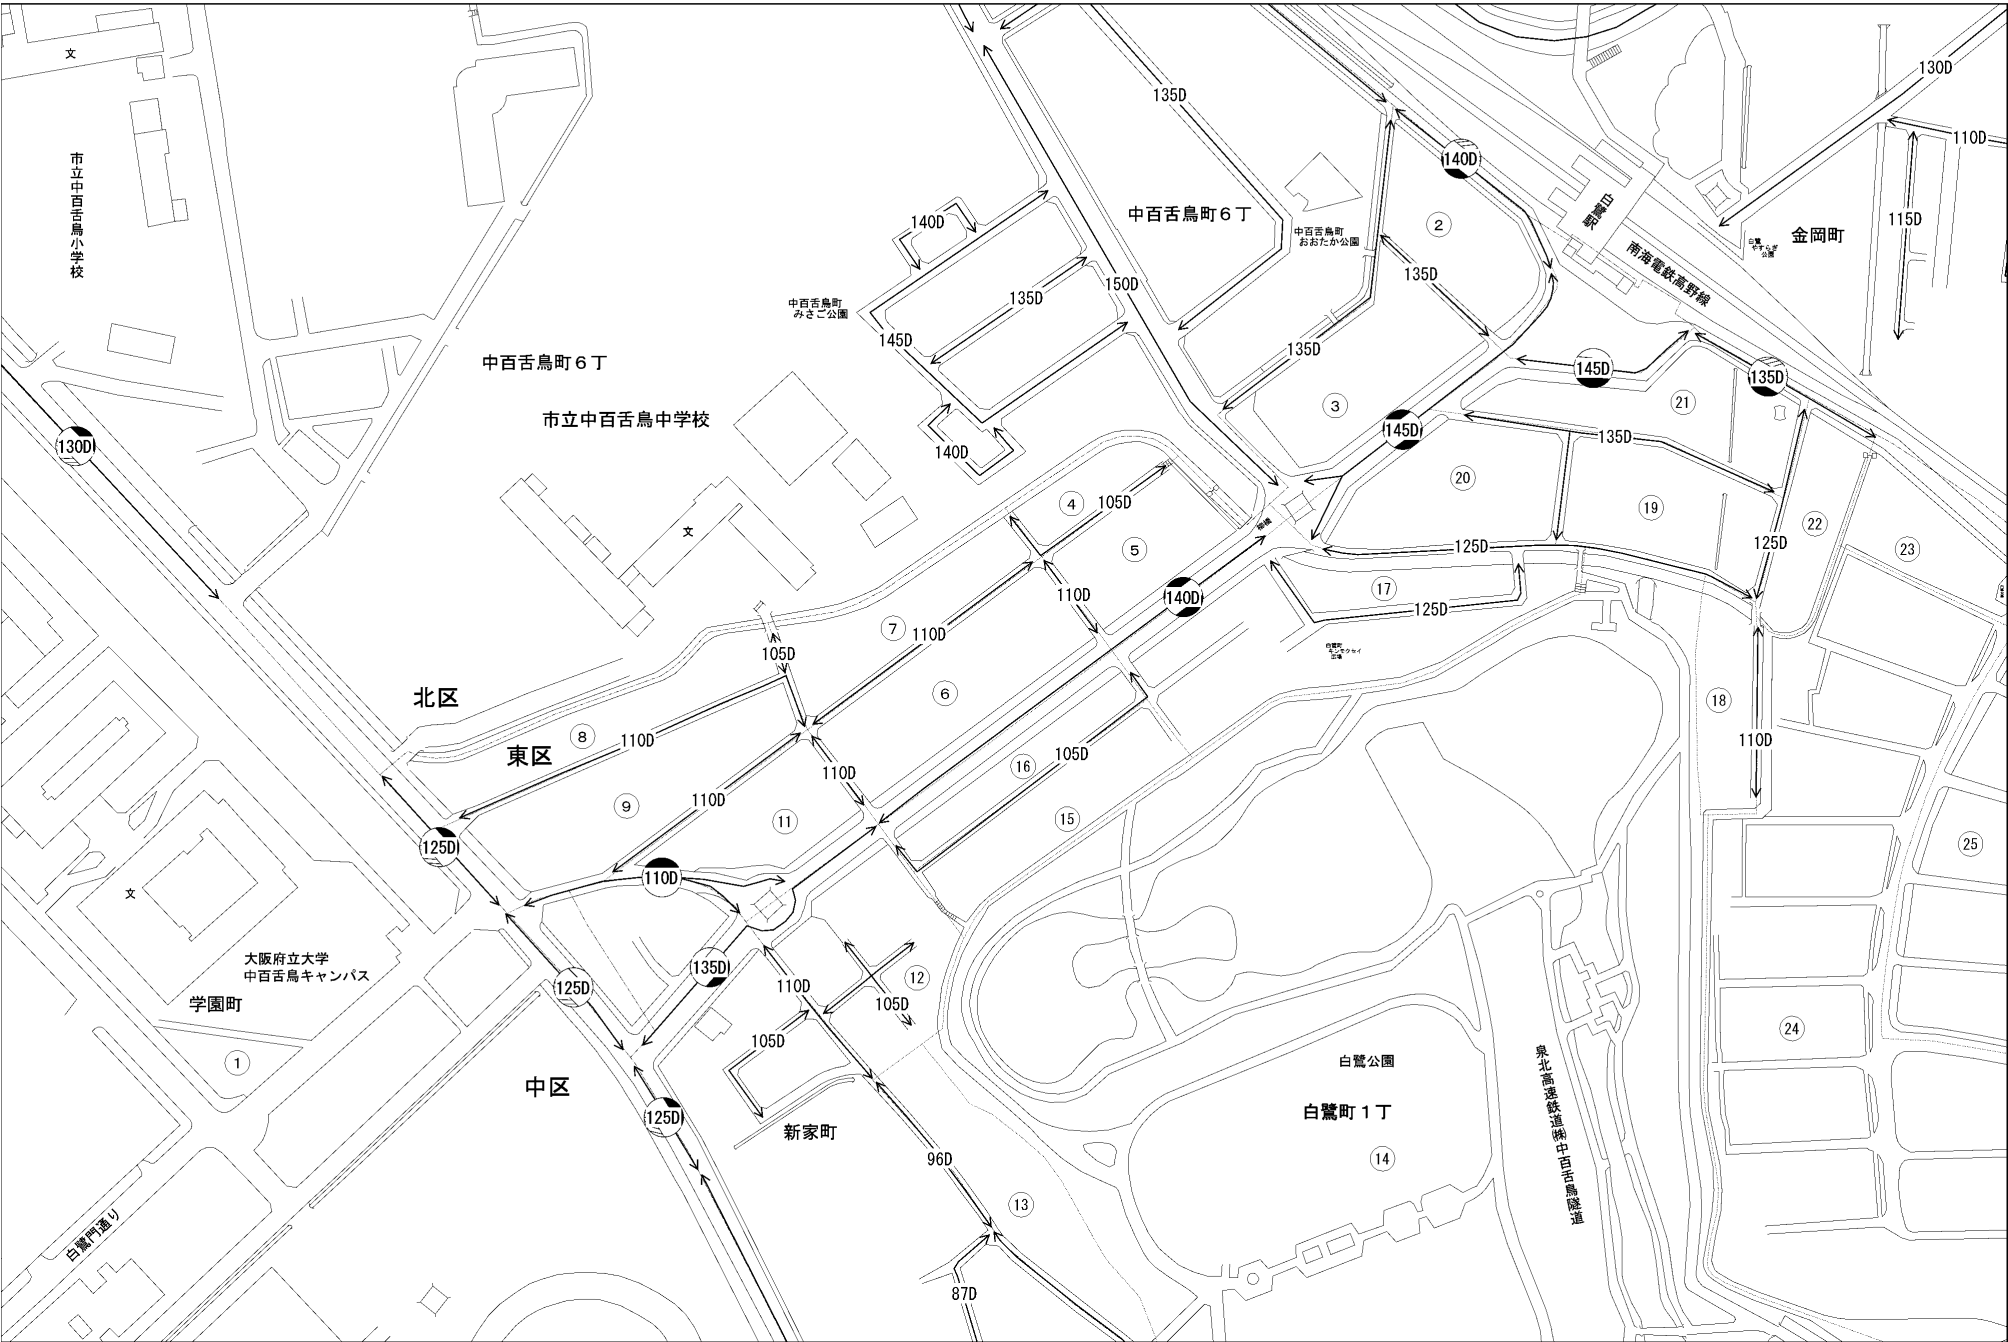 文
130D
135D
110D
140D
市立中百舌鳥小学校
115D
白鷺駅
②
中百舌鳥町６丁
140D
中百舌鳥町
おおたか公園
金岡町
白鷺
やすらぎ
公園
南海電鉄高野線
135D
150D
135D
中百舌鳥町
みさご公園
145D
135D
中百舌鳥町６丁
145D
135D
③
㉑
市立中百舌鳥中学校
145D
135D
130D
140D
⑳
④
105D
⑲
㉒
文
⑤
125D
125D
㉓
110D
140D
⑰
125D
⑦
110D
105D
⑥
北区
⑱
⑧
110D
東区
110D
110D
105D
⑯
⑨
110D
⑪
⑮
125D
㉕
110D
文
大阪府立大学
中百舌鳥キャンパス
学園町
135D
125D
110D
⑫
105D
㉔
105D
①
白鷺公園
泉北高速鉄道㈱中百舌鳥隧道
中区
白鷺町１丁
125D
新家町
96D
⑭
⑬
白鷺門通り
87D